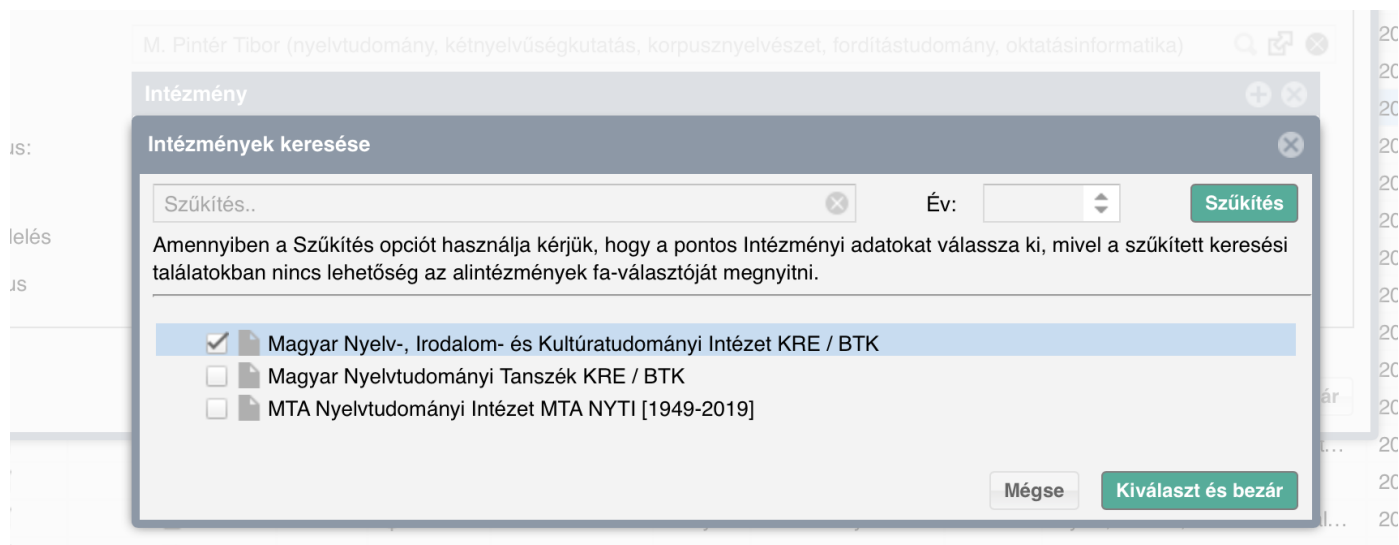 M. Pintér Tibor (nyelvtudomány, kétnyelvűségkutatás, korpusznyelvészet, fordítástudomány, oktatásinformatika)
Intézmény
Intézmények keresése
Szűkítés..
Év:
Szűkítés
Amennyiben a Szűkítés opciót használja kérjük, hogy a pontos Intézményi adatokat válassza ki, mivel a szűkített keresési
találatokban nincs lehetőség az alintézmények fa-választóját megnyitni.
Magyar Nyelv-, Irodalom- és Kultúratudományi Intézet KRE / BTK
Magyar Nyelvtudományi Tanszék KRE / BTK
MTA Nyelvtudományi Intézet MTA NYTI [1949-2019]
Mégse
Kiválaszt és bezár